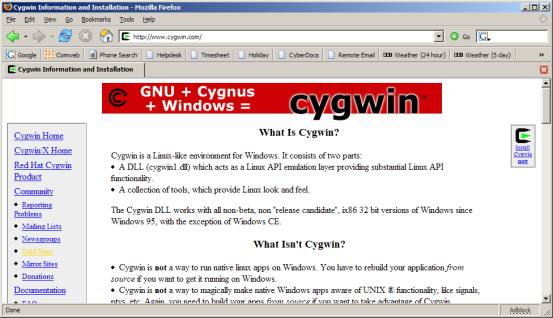 Cygwin Information and Installation - Mozilla Firefox
File Edit View Go Bookmarks Tools Help
http://www.cygwin.com/ Go
Google Comweb Phone Search Helpdesk Timesheet Holiday CyberDocs Remote Email Weather (24 hour) Weather (5 day) »
Cygwin Information and Installation
GNU + Cygnus
+ Windows =
cygwin
Cygwin Home
Cygwin/X Home
Red Hat Cygwin
Product
Community
Reporting
Problems
Mailing Lists
Newsgroups
Gold Stars
Mirror Sites
Donations
Documentation
FAQ
What Is Cygwin?
Cygwin is a Linux-like environment for Windows. It consists of two parts:
• A DLL (cygwin1.dll) which acts as a Linux API emulation layer providing substantial Linux API
functionality.
• A collection of tools, which provide Linux look and feel.
The Cygwin DLL works with all non-beta, non "release candidate", ix86 32 bit versions of Windows since
Windows 95, with the exception of Windows CE.
What Isn't Cygwin?
• Cygwin is not a way to run native linux apps on Windows. You have to rebuild your application from
source if you want to get it running on Windows.
• Cygwin is not a way to magically make native Windows apps aware of UNIX ® functionality, like signals,
ptys, etc. Again, you need to build your apps from source if you want to take advantage of Cygwin
Install
Cygwin
now
Done Adblock